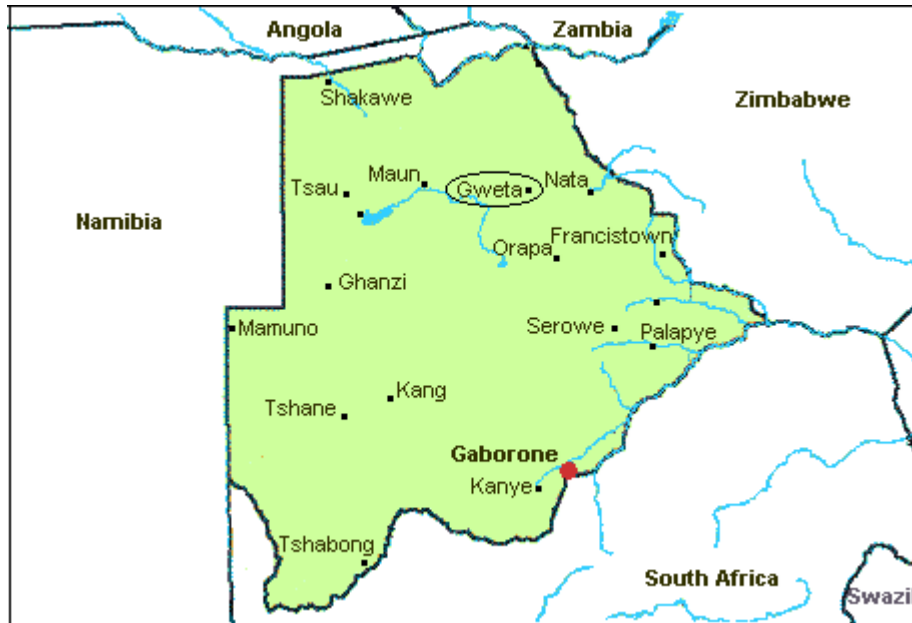 Angola
Zambia
Shakawe
Zimbabwe
Maun
Gweta
Nata
Tsau
Namibia
Francistown
Orapa
Ghanzi
Mamuno
Serowe
Palapye
Kang
Tshane
Gaborone
Kanye
Tshabong
South Africa
Swazil